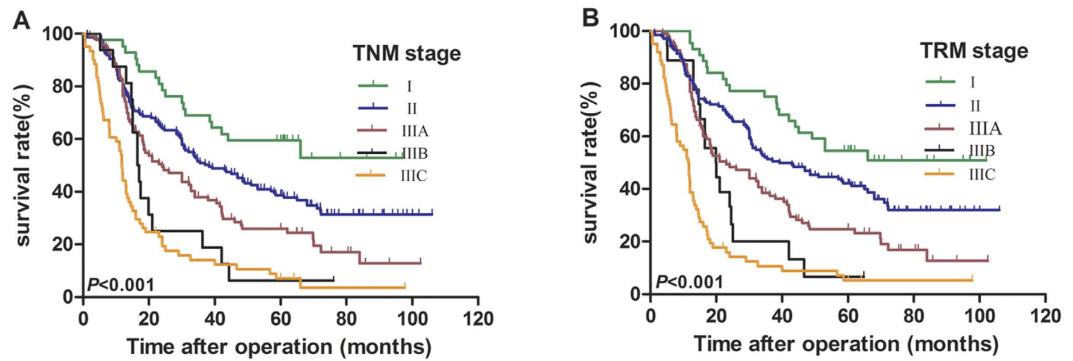 A
TNM stage
I
II
IIIA
IIIB
IIIC
survival rate(%)
100
80
60
40
20
0
P<0.001
0 20 40 60 80 100 120
Time after operation (months)
B
TRM stage
I
II
IIIA
IIIB
IIIC
survival rate(%)
100
80
60
40
20
0
P<0.001
0 20 40 60 80 100 120
Time after operation (months)